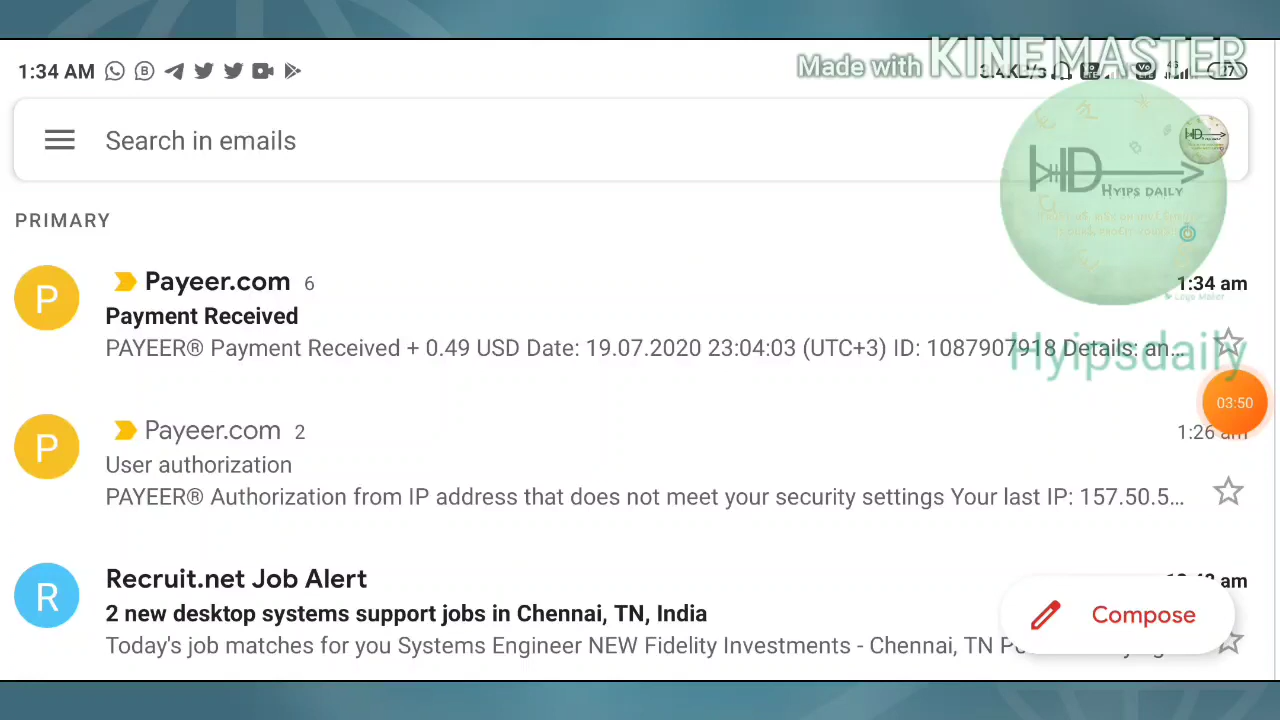 Made with KINEMASTER
1:34 AM
3.4KB/s
27
Search in emails
HD
HYIPS DAILY
PRIMARY
P
Payeer.com 6
1:34 am
Payment Received
PAYEER® Payment Received + 0.49 USD Date: 19.07.2020 23:04:03 (UTC+3) ID: 1087907918 Details: an...
Hyipsdaily
03:50
P
Payeer.com 2
1:26 am
User authorization
PAYEER® Authorization from IP address that does not meet your security settings Your last IP: 157.50.5...
R
Recruit.net Job Alert
am
2 new desktop systems support jobs in Chennai, TN, India
Compose
Today's job matches for you Systems Engineer NEW Fidelity Investments - Chennai, TN